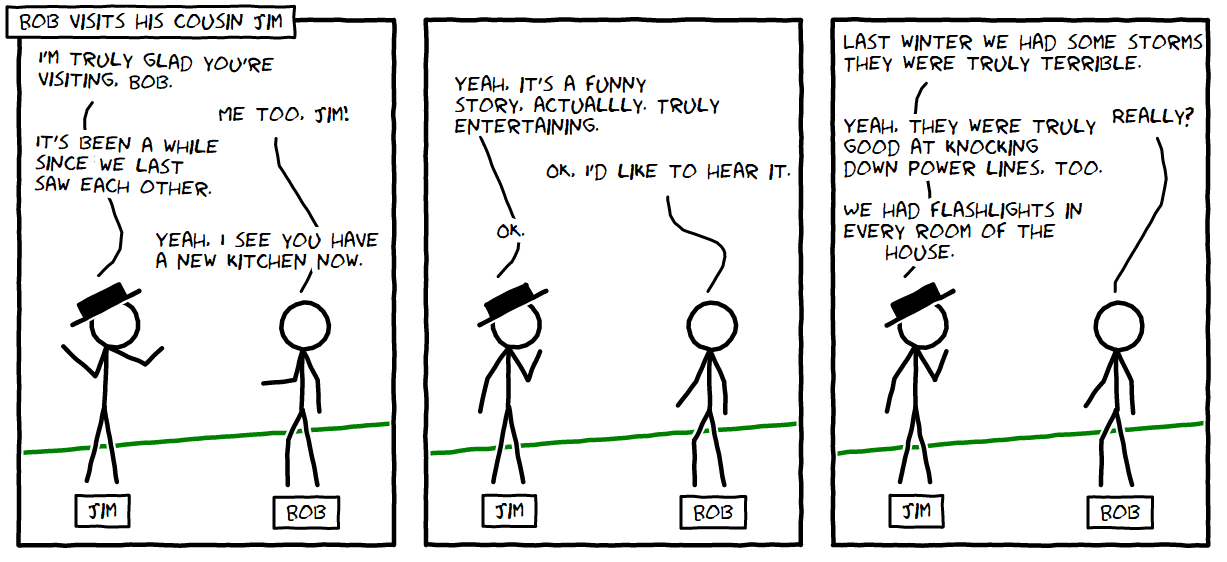 BOB VISITS HIS COUSIN JIM
I'M TRULY GLAD YOU'RE
VISITING, BOB.
ME TOO, JIM!
IT'S BEEN A WHILE
SINCE WE LAST
SAW EACH OTHER.
YEAH, I SEE YOU HAVE
A NEW KITCHEN NOW.
JIM
BOB
YEAH, IT'S A FUNNY
STORY, ACTUALLLY. TRULY
ENTERTAINING.
OK, I'D LIKE TO HEAR IT.
OK.
JIM
BOB
LAST WINTER WE HAD SOME STORMS
THEY WERE TRULY TERRIBLE.
REALLY?
YEAH, THEY WERE TRULY
GOOD AT KNOCKING
DOWN POWER LINES, TOO.
WE HAD FLASHLIGHTS IN
EVERY ROOM OF THE
HOUSE.
JIM
BOB